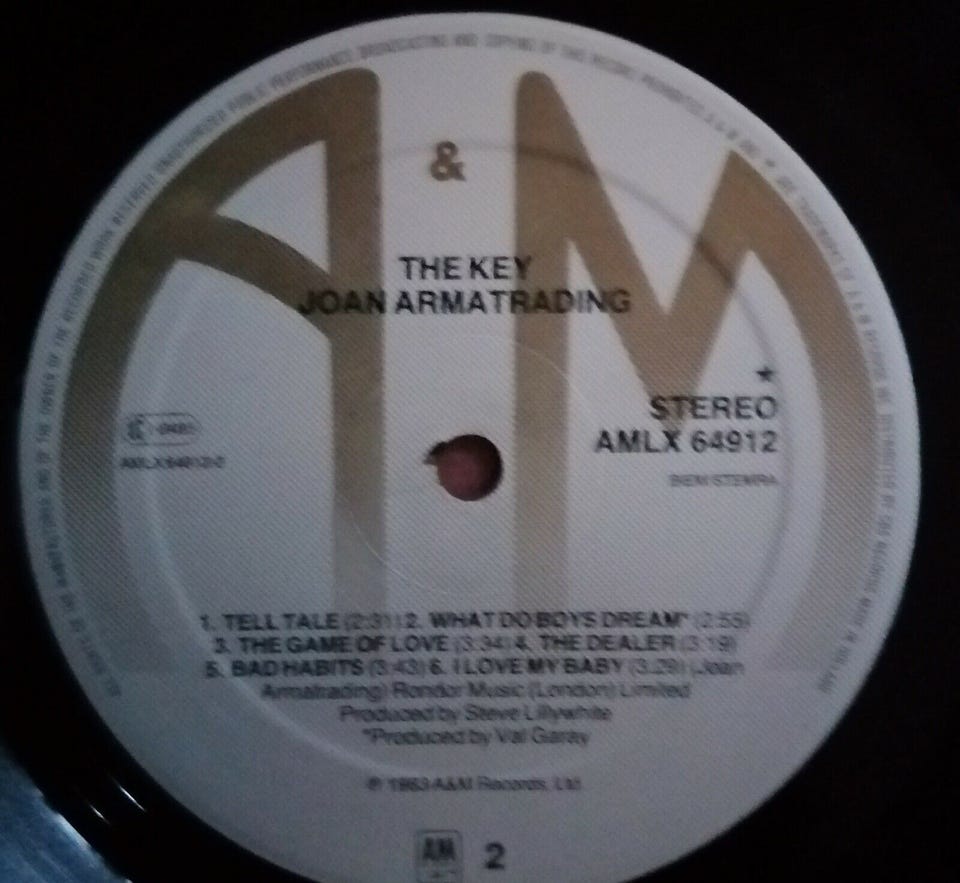 A&M
THE KEY
JOAN ARMATRADING
STEREO
AMLX 64912
BIEM STEMRA
1. TELL TALE (2:31) 2. WHAT DO BOYS DREAM* (2:55)
3. THE GAME OF LOVE (3:34) 4. THE DEALER (3:19)
5. BAD HABITS (3:43) 6. I LOVE MY BABY (3:29) (Joan
Armatrading) Rondor Music (London) Limited
Produced by Steve Lillywhite
*Produced by Val Garay
℗ 1983 A&M Records, Ltd.
AM
2